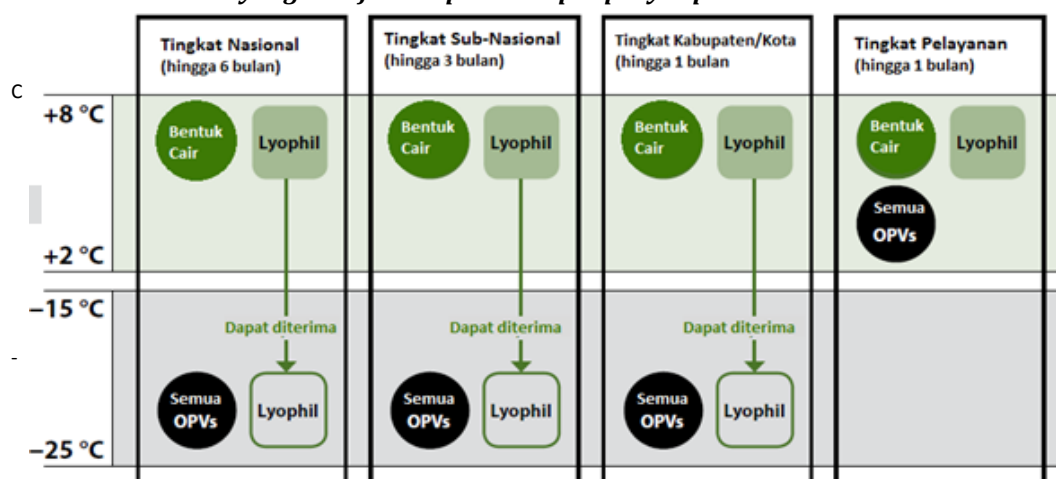 Tingkat Nasional
(hingga 6 bulan)
Tingkat Sub-Nasional
(hingga 3 bulan)
Tingkat Kabupaten/Kota
(hingga 1 bulan
Tingkat Pelayanan
(hingga 1 bulan)
C
+8 °C
Bentuk
Cair
Lyophil
Bentuk
Cair
Lyophil
Bentuk
Cair
Lyophil
Bentuk
Cair
Lyophil
Semua
OPVs
+2 °C
−15 °C
Dapat diterima
Dapat diterima
Dapat diterima
-
Semua
OPVs
Lyophil
Semua
OPVs
Lyophil
Semua
OPVs
Lyophil
−25 °C